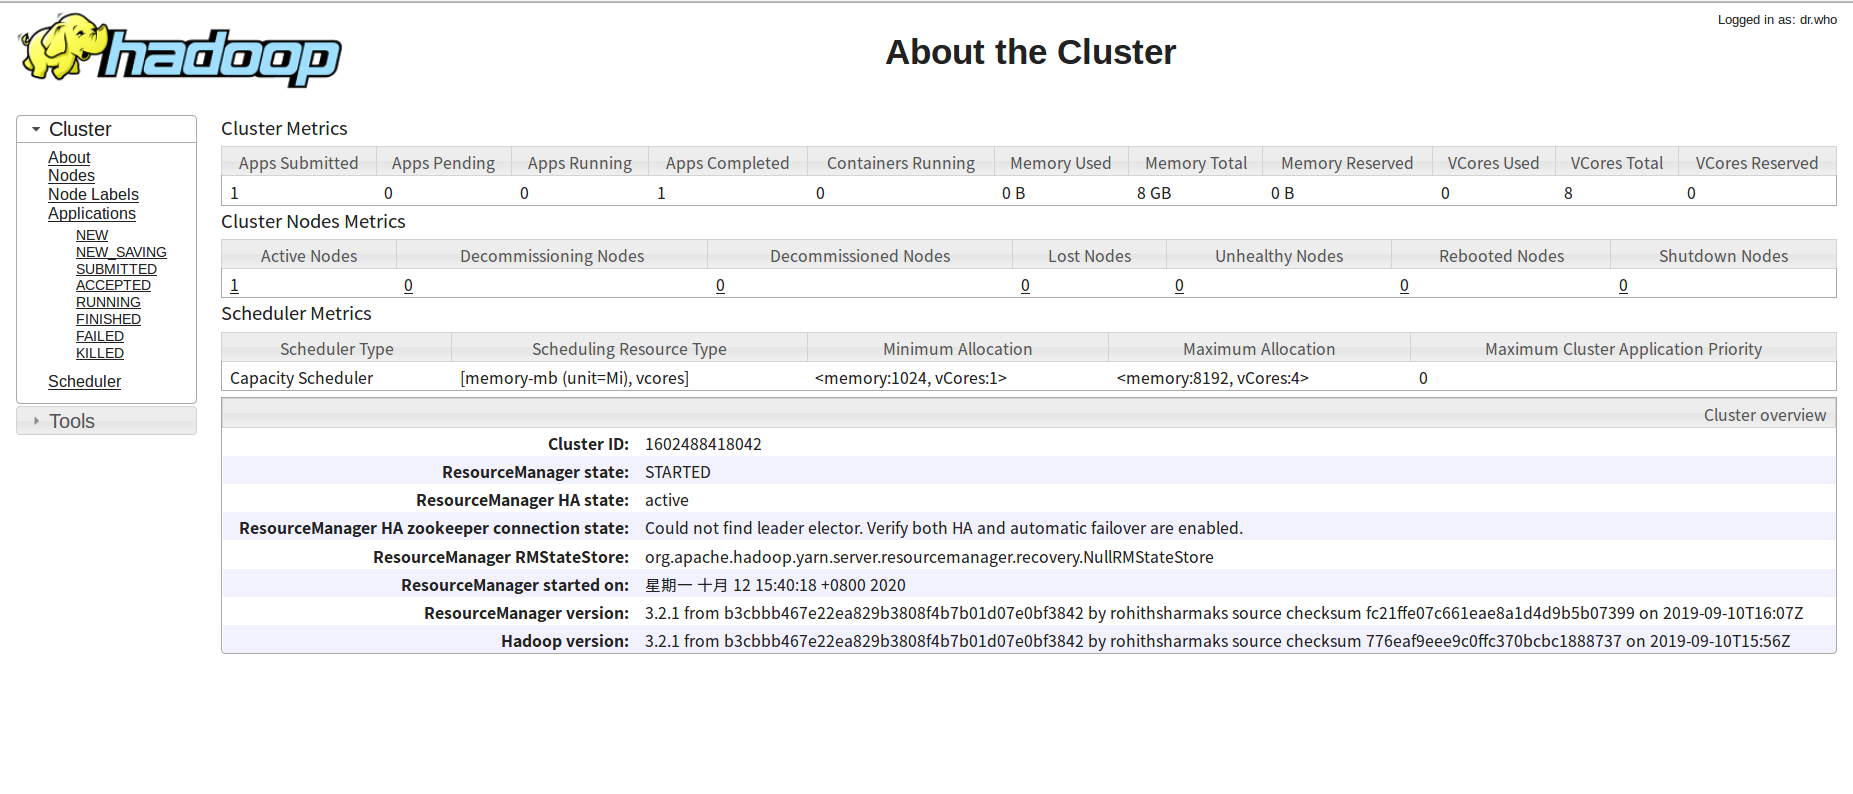 Logged in as: dr.who
hadoop
About the Cluster
Cluster
About
Nodes
Node Labels
Applications
NEW
NEW_SAVING
SUBMITTED
ACCEPTED
RUNNING
FINISHED
FAILED
KILLED
Scheduler
Tools
Cluster Metrics
Apps Submitted Apps Pending Apps Running Apps Completed Containers Running Memory Used Memory Total Memory Reserved VCores Used VCores Total VCores Reserved
1 0 0 1 0 0 B 8 GB 0 B 0 8 0
Cluster Nodes Metrics
Active Nodes Decommissioning Nodes Decommissioned Nodes Lost Nodes Unhealthy Nodes Rebooted Nodes Shutdown Nodes
1 0 0 0 0 0 0
Scheduler Metrics
Scheduler Type Scheduling Resource Type Minimum Allocation Maximum Allocation Maximum Cluster Application Priority
Capacity Scheduler [memory-mb (unit=Mi), vcores] <memory:1024, vCores:1> <memory:8192, vCores:4> 0
Cluster overview
Cluster ID: 1602488418042
ResourceManager state: STARTED
ResourceManager HA state: active
ResourceManager HA zookeeper connection state: Could not find leader elector. Verify both HA and automatic failover are enabled.
ResourceManager RMStateStore: org.apache.hadoop.yarn.server.resourcemanager.recovery.NullRMStateStore
ResourceManager started on: 星期一 十月 12 15:40:18 +0800 2020
ResourceManager version: 3.2.1 from b3cbbb467e22ea829b3808f4b7b01d07e0bf3842 by rohithsharmaks source checksum fc21ffe07c661eae8a1d4d9b5b07399 on 2019-09-10T16:07Z
Hadoop version: 3.2.1 from b3cbbb467e22ea829b3808f4b7b01d07e0bf3842 by rohithsharmaks source checksum 776eaf9eee9c0ffc370bcbc1888737 on 2019-09-10T15:56Z